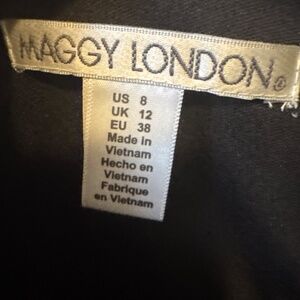 MAGGY LONDON®
US 8
UK 12
EU 38
Made in
Vietnam
Hecho en
Vietnam
Fabrique
en Vietnam